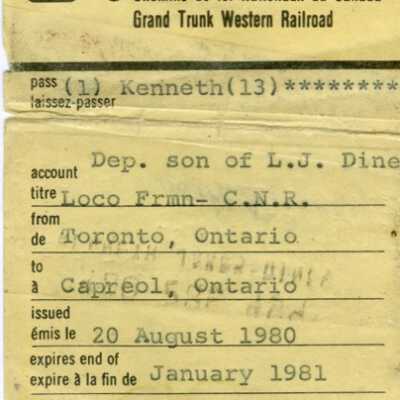 Grand Trunk Western Railroad
pass (1) Kenneth(13)********
laissez-passer
Dep. son of L.J. Dine
account
titre Loco Frmn- C.N.R.
from
de Toronto, Ontario
to
à Capreol, Ontario
issued
émis le 20 August 1980
expires end of
expire à la fin de January 1981